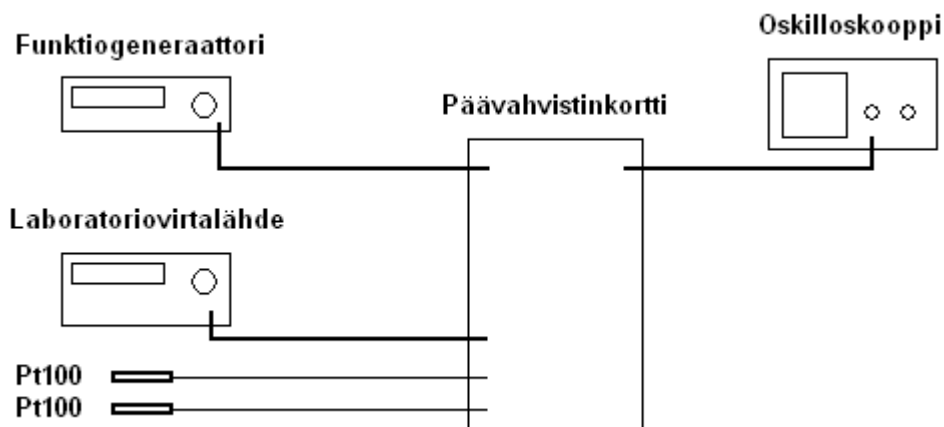 Funktiogeneraattori
Oskilloskooppi
Päävahvistinkortti
Laboratoriovirtalähde
Pt100
Pt100